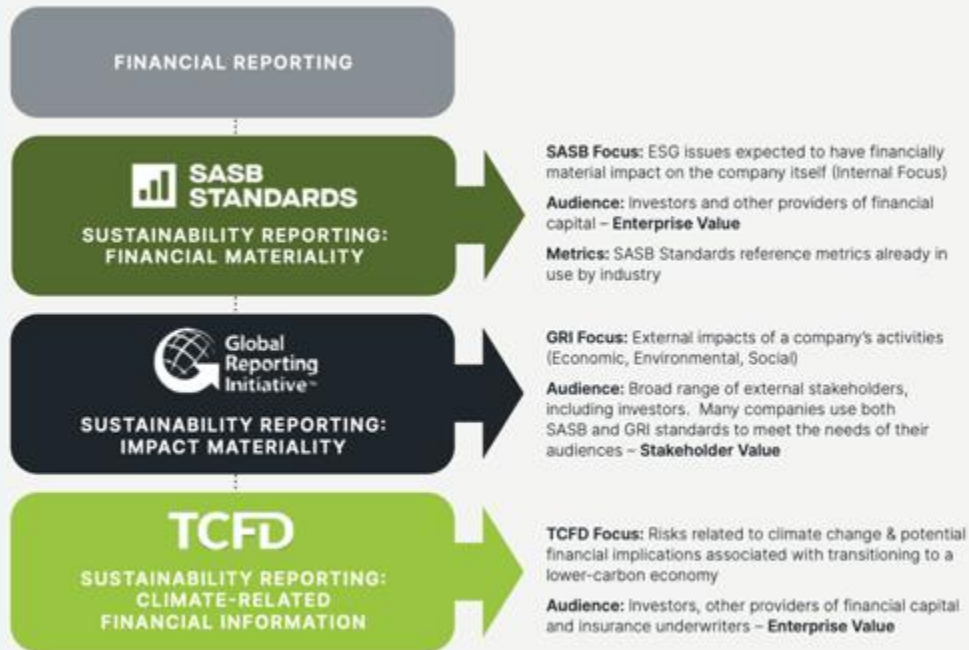 FINANCIAL REPORTING
SASB
STANDARDS
SUSTAINABILITY REPORTING:
FINANCIAL MATERIALITY
SASB Focus: ESG issues expected to have financially
material impact on the company itself (Internal Focus)
Audience: Investors and other providers of financial
capital – Enterprise Value
Metrics: SASB Standards reference metrics already in
use by industry
Global
Reporting
Initiative™
SUSTAINABILITY REPORTING:
IMPACT MATERIALITY
GRI Focus: External impacts of a company's activities
(Economic, Environmental, Social)
Audience: Broad range of external stakeholders,
including investors. Many companies use both
SASB and GRI standards to meet the needs of their
audiences – Stakeholder Value
TCFD
SUSTAINABILITY REPORTING:
CLIMATE-RELATED
FINANCIAL INFORMATION
TCFD Focus: Risks related to climate change & potential
financial implications associated with transitioning to a
lower-carbon economy
Audience: Investors, other providers of financial capital
and insurance underwriters – Enterprise Value